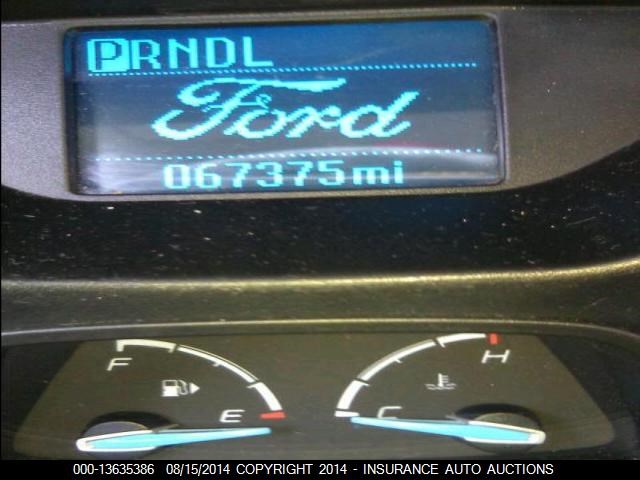 PRNDL
Ford
067375mi
F
H
E
C
000-13635386 08/15/2014 COPYRIGHT 2014 - INSURANCE AUTO AUCTIONS